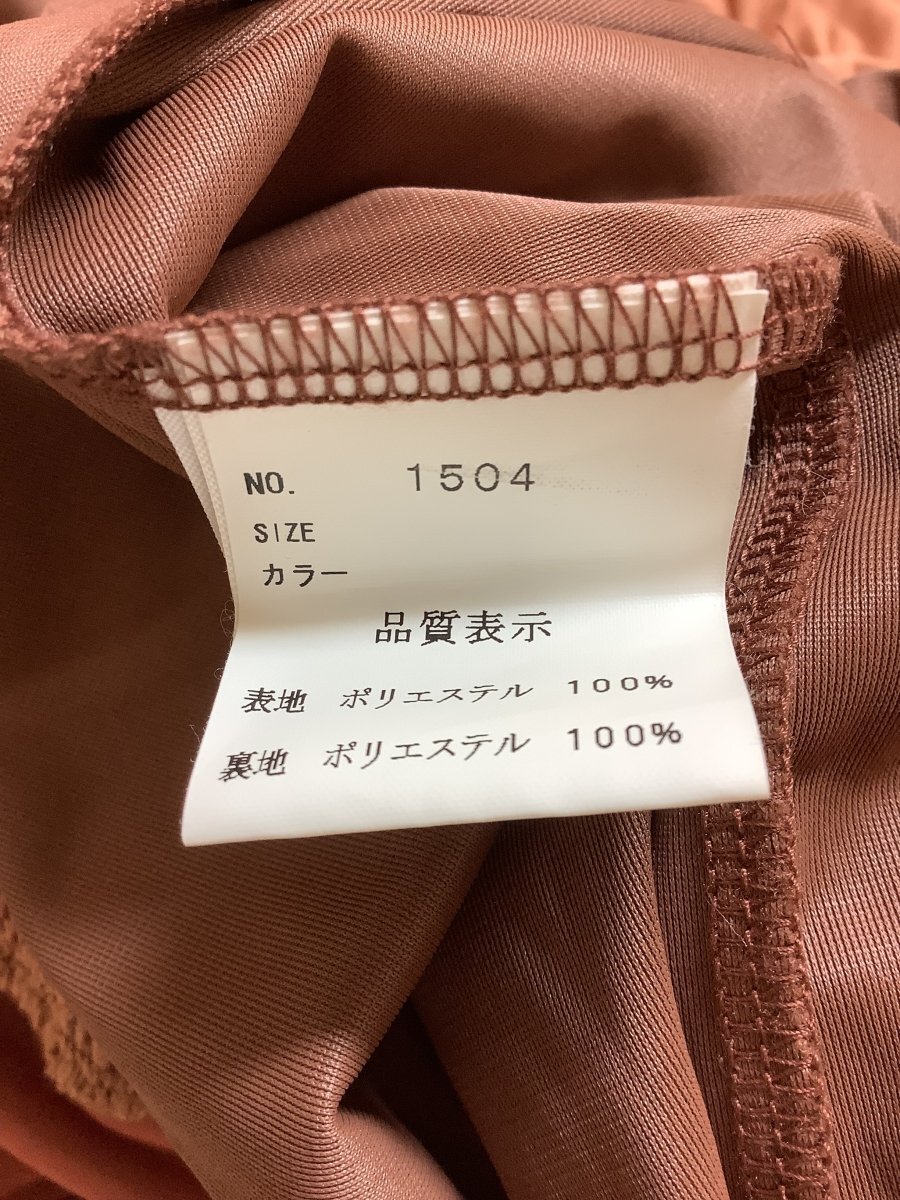 NO. 1504
SIZE
カラー
品質表示
表地 ポリエステル 100%
裏地 ポリエステル 100%